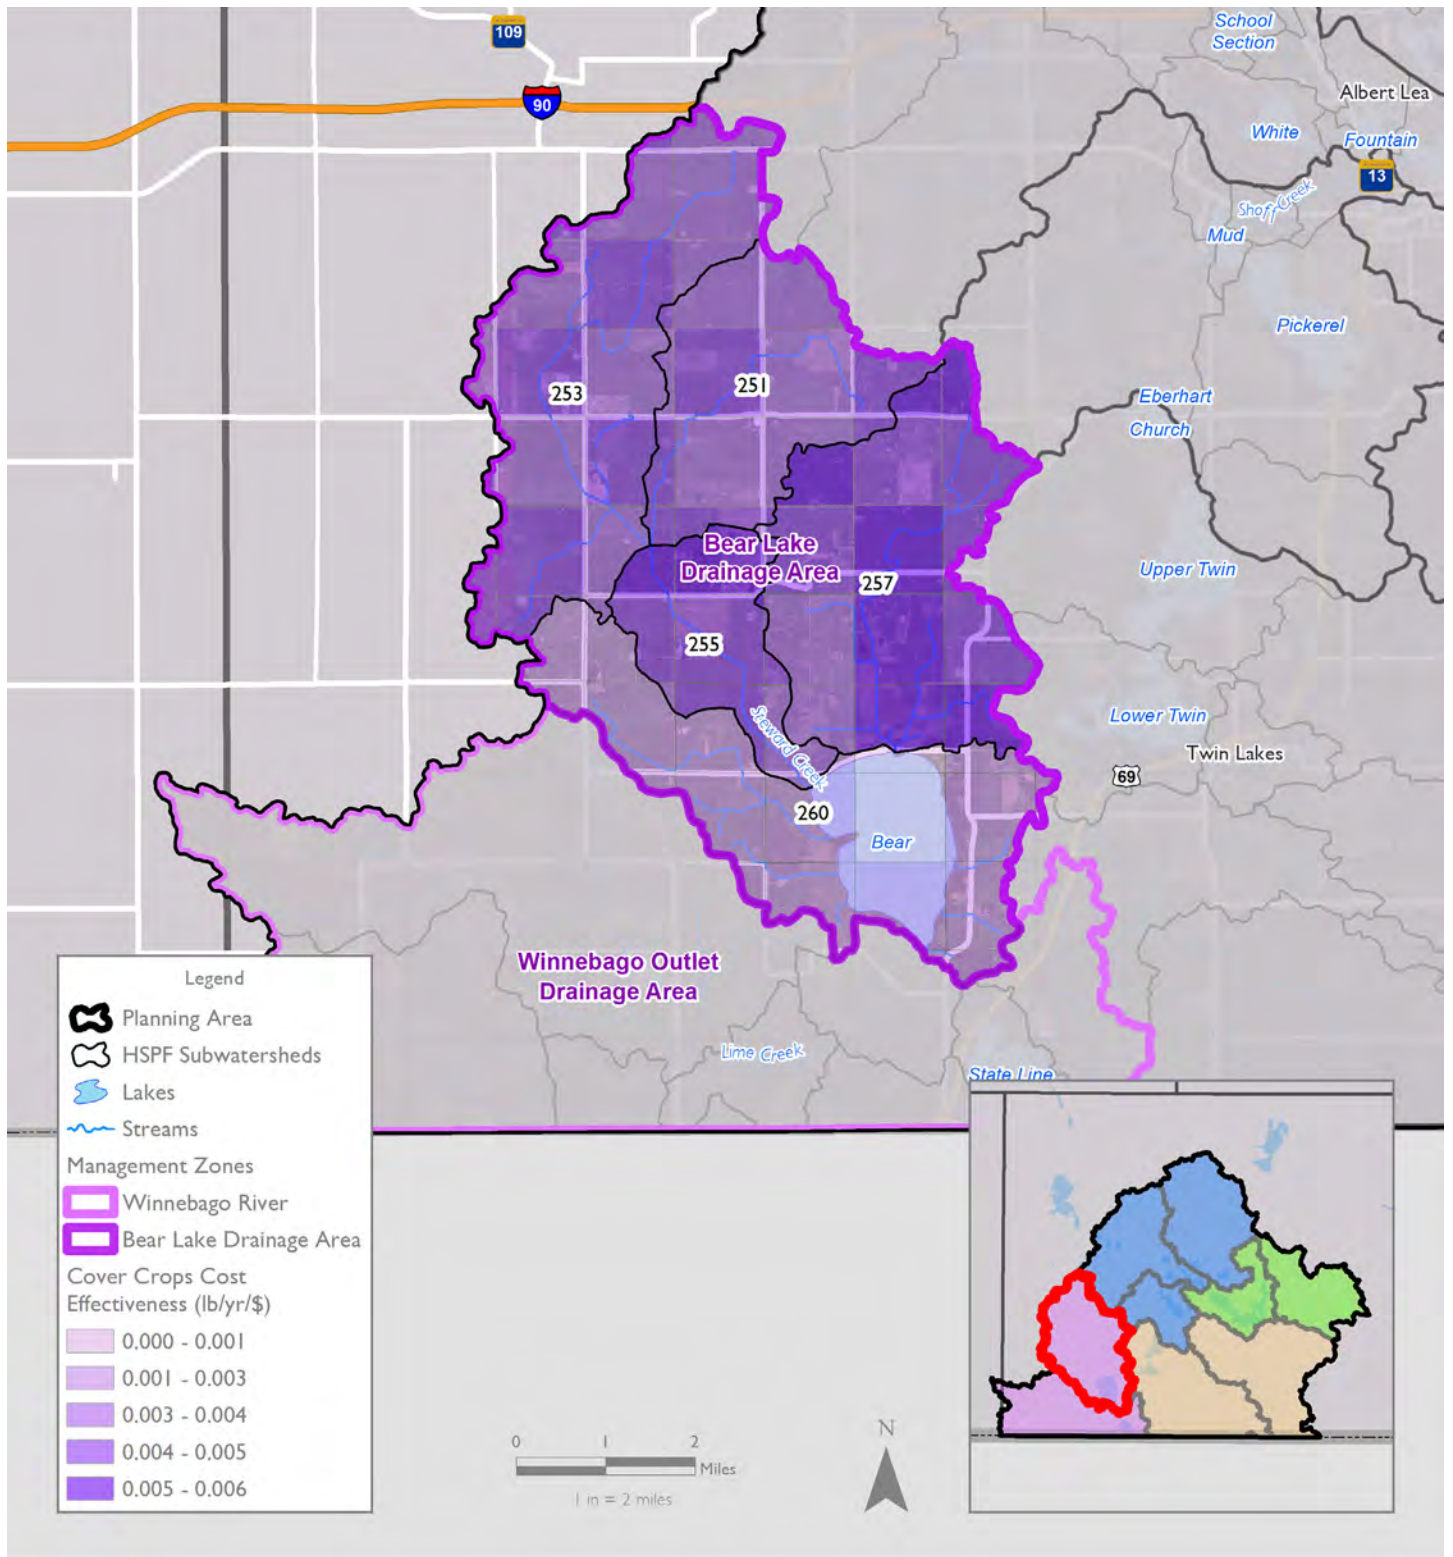 109
School
Section
Albert Lea
90
White
Fountain
13
Shoff Creek
Mud
Pickerel
253
251
Eberhart
Church
Bear Lake
Drainage Area
Upper Twin
257
255
Steward Creek
Lower Twin
Twin Lakes
69
260
Bear
Winnebago Outlet
Drainage Area
Lime Creek
State Line
Legend
Planning Area
HSPF Subwatersheds
Lakes
Streams
Management Zones
Winnebago River
Bear Lake Drainage Area
Cover Crops Cost
Effectiveness (lb/yr/$)
0.000 - 0.001
0.001 - 0.003
0.003 - 0.004
0.004 - 0.005
0.005 - 0.006
0 1 2
Miles
1 in = 2 miles
N